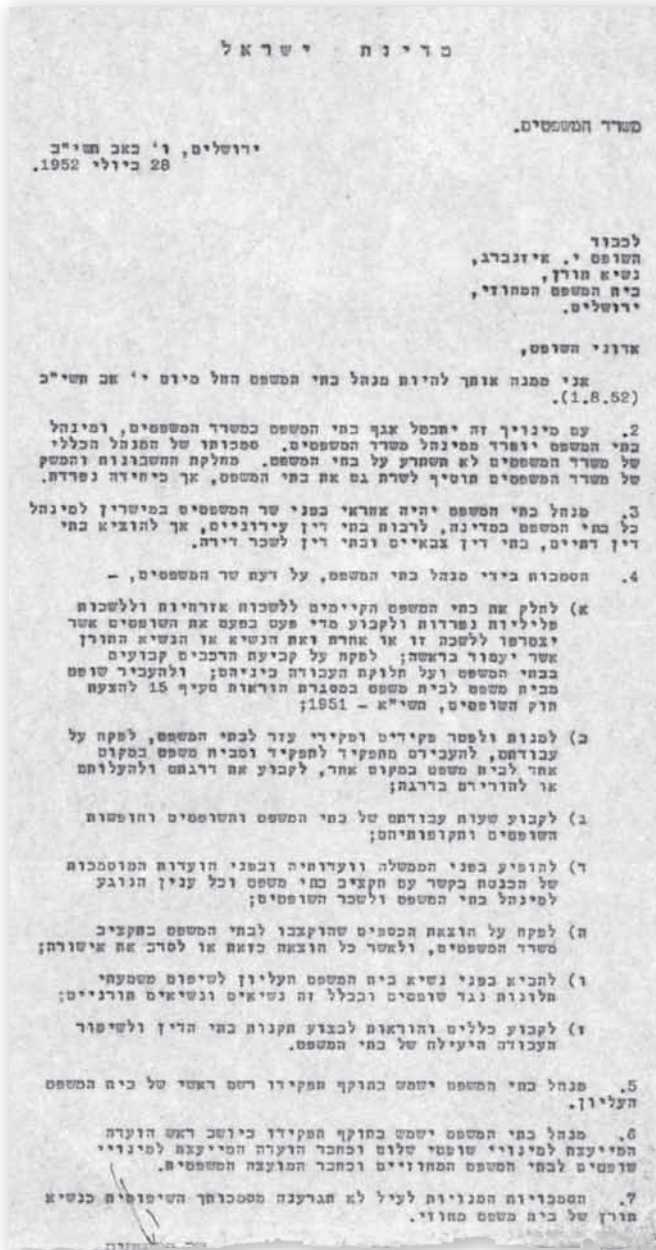 מדינת ישראל
משרד המשפטים.
ירושלים, ו' באב תשי"ב
28 ביולי 1952.
לכבוד
השופט י. איזנברג,
נשיא תורן,
בית המשפט המחוזי,
ירושלים.
אדוני השופט,
אני ממנה אותך להיות מנהל בתי המשפט החל מיום י' אב תשי"ב
(1.8.52).
2. עם מינויך זה יתבטל אגף בתי המשפט במשרד המשפטים, ומינהל
בתי המשפט יופרד ממינהל משרד המשפטים. סמכותו של המנהל הכללי
של משרד המשפטים לא תשתרע על בתי המשפט. מחלקת החשבונות והמשק
של משרד המשפטים תוסיף לשרת גם את בתי המשפט, אך כיחידה נפרדת.
3. מנהל בתי המשפט יהיה אחראי בפני שר המשפטים במישרין למינהל
כל בתי המשפט במדינה, לרבות בתי דין עירוניים, אך להוציא בתי
דין דתיים, בתי דין צבאיים ובתי דין לשכר דירה.
4. הסמכות בידי מנהל בתי המשפט, על דעת שר המשפטים, –
א) לחלק את בתי המשפט הקיימים ללשכות אזרחיות וללשכות
פליליות נפרדות ולקבוע מדי פעם בפעם את השופטים אשר
יצטרפו ללשכה זו או אחרת ואת הנשיא או הנשיא התורן
אשר יעמוד בראשה; לפקח על קביעת הרכבים קבועים
בבתי המשפט ועל חלוקת העבודה ביניהם; ולהעביר שופט
מבית משפט לבית משפט במסגרת הוראות סעיף 15 להצעת
חוק השופטים, תשי"א – 1951;
ב) למנות ולפטר פקידים ופקידי עזר לבתי המשפט, לפקח על
עבודתם, להעבירם מתפקיד לתפקיד ומבית משפט במקום
אחד לבית משפט במקום אחר, לקבוע את דרגתם ולהעלותם
או להורידם בדרגה;
ג) לקבוע שעות עבודתם של בתי המשפט והשופטים וחופשות
השופטים ותקופותיהם;
ד) להופיע בפני הממשלה וועדותיה ובפני הועדות המוסמכות
של הכנסת בקשר עם תקציב בתי משפט וכל ענין הנוגע
למינהל בתי המשפט ולשכר השופטים;
ה) לפקח על הוצאת הכספים שהוקצבו לבתי המשפט בתקציב
משרד המשפטים, ולאשר כל הוצאה כזאת או לסרב את אישורה;
ו) להביא בפני נשיא בית המשפט העליון לשיפוט משמעתי
תלונות נגד שופטים ובכלל זה נשיאים ונשיאים תורניים;
ז) לקבוע כללים והוראות לבצוע תקנות בתי הדין ולשיפור
העבודה היעילה של בתי המשפט.
5. מנהל בתי המשפט ישמש בתוקף תפקידו רשם ראשי של בית המשפט
העליון.
6. מנהל בתי המשפט ישמש בתוקף תפקידו כיושב ראש הועדה
המייעצת למינויי שופטי שלום וכחבר הועדה המייעצת למינויי
שופטים לבתי המשפט המחוזיים וכחבר המועצה המשפטית.
7. הסמכויות המנויות לעיל לא תגרענה מסמכותך השיפוטית כנשיא
תורן של בית משפט מחוזי.